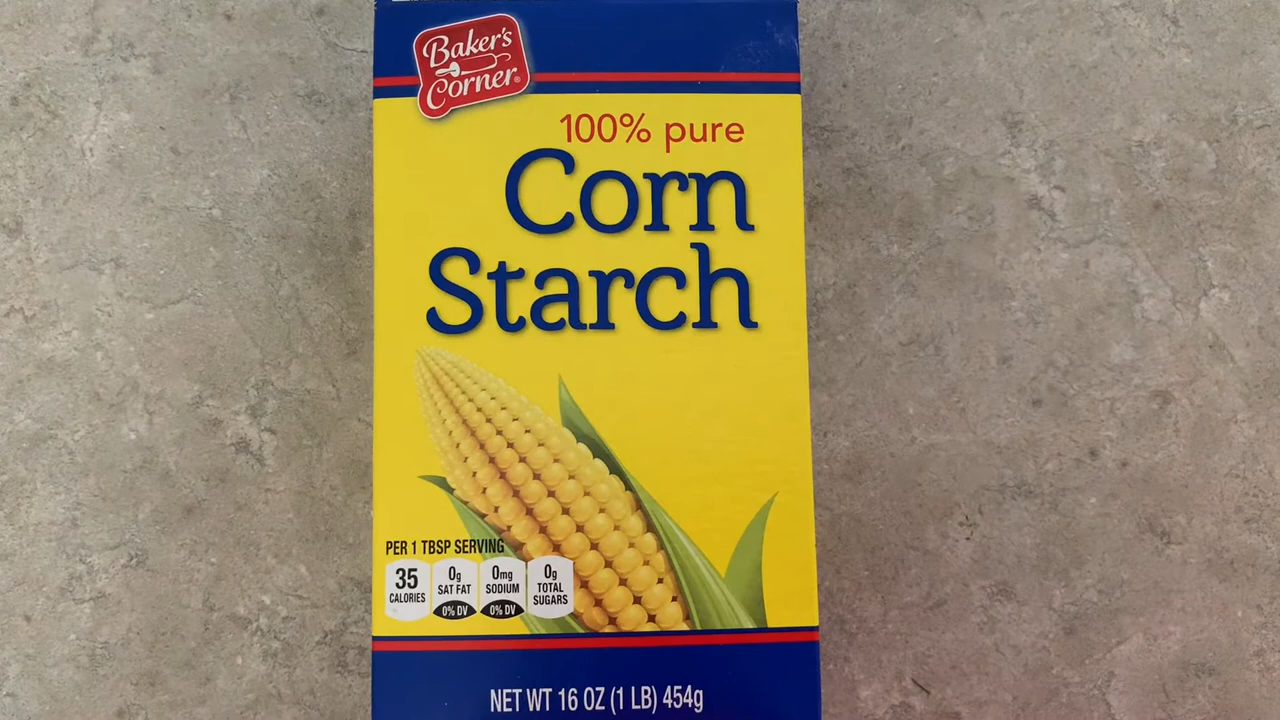 Baker's
Corner®
100% pure
Corn
Starch
PER 1 TBSP SERVING
35
CALORIES
0g
SAT FAT
0% DV
0mg
SODIUM
0% DV
0g
TOTAL
SUGARS
NET WT 16 OZ (1 LB) 454g